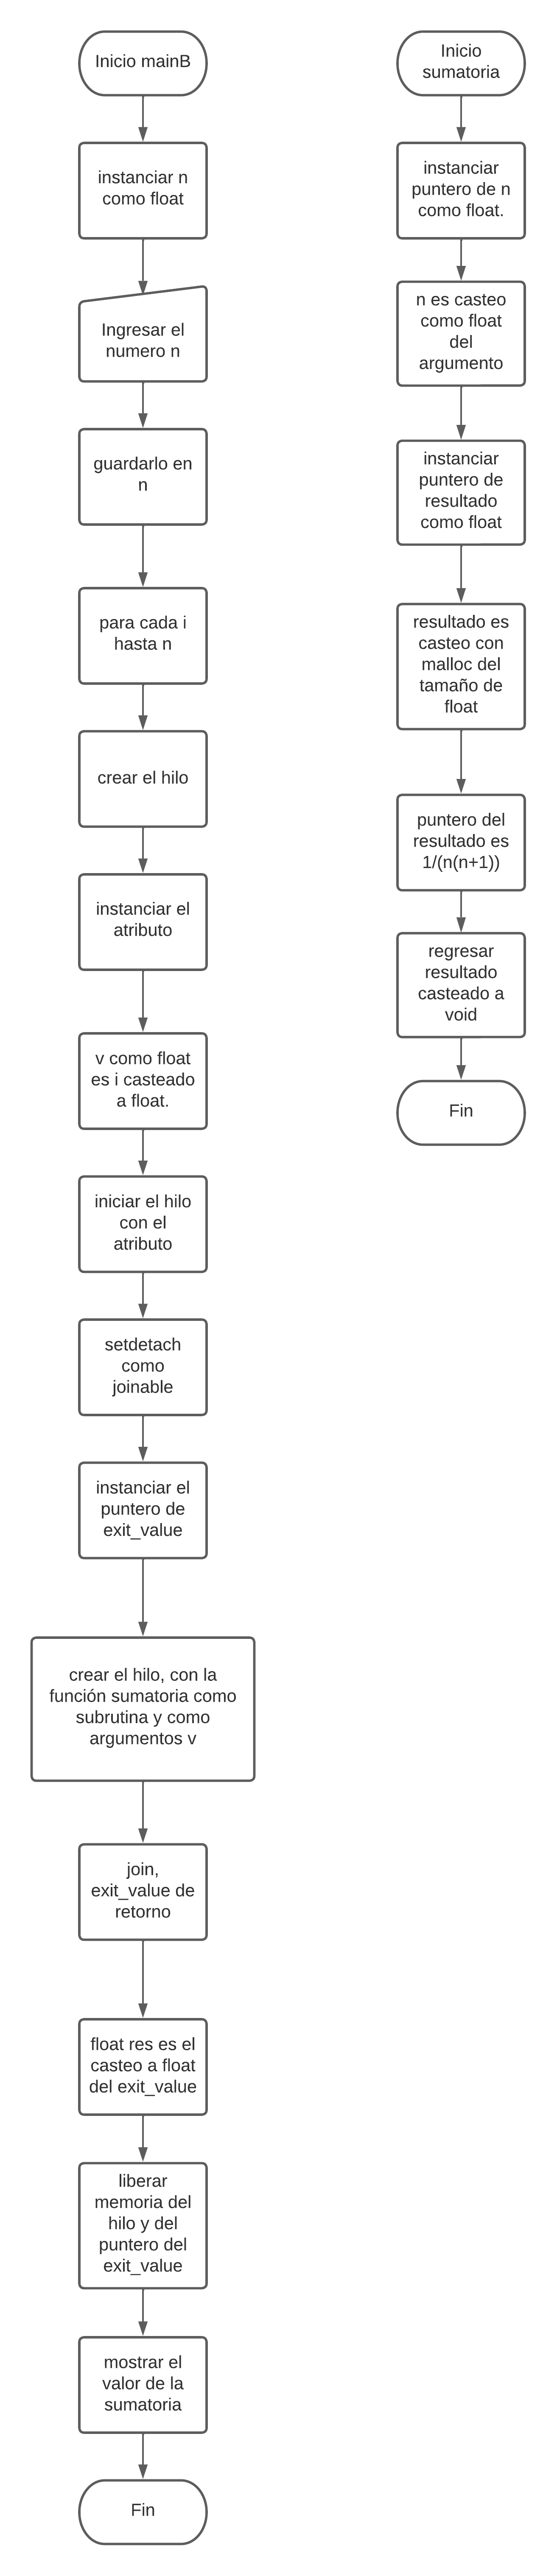 Inicio mainB
instanciar n
como float
Ingresar el
numero n
guardarlo en
n
para cada i
hasta n
crear el hilo
instanciar el
atributo
v como float
es i casteado
a float.
iniciar el hilo
con el
atributo
setdetach
como
joinable
instanciar el
puntero de
exit_value
crear el hilo, con la
función sumatoria como
subrutina y como
argumentos v
join,
exit_value de
retorno
float res es el
casteo a float
del exit_value
liberar
memoria del
hilo y del
puntero del
exit_value
mostrar el
valor de la
sumatoria
Fin
Inicio
sumatoria
instanciar
puntero de n
como float.
n es casteo
como float
del
argumento
instanciar
puntero de
resultado
como float
resultado es
casteo con
malloc del
tamaño de
float
puntero del
resultado es
1/(n(n+1))
regresar
resultado
casteado a
void
Fin